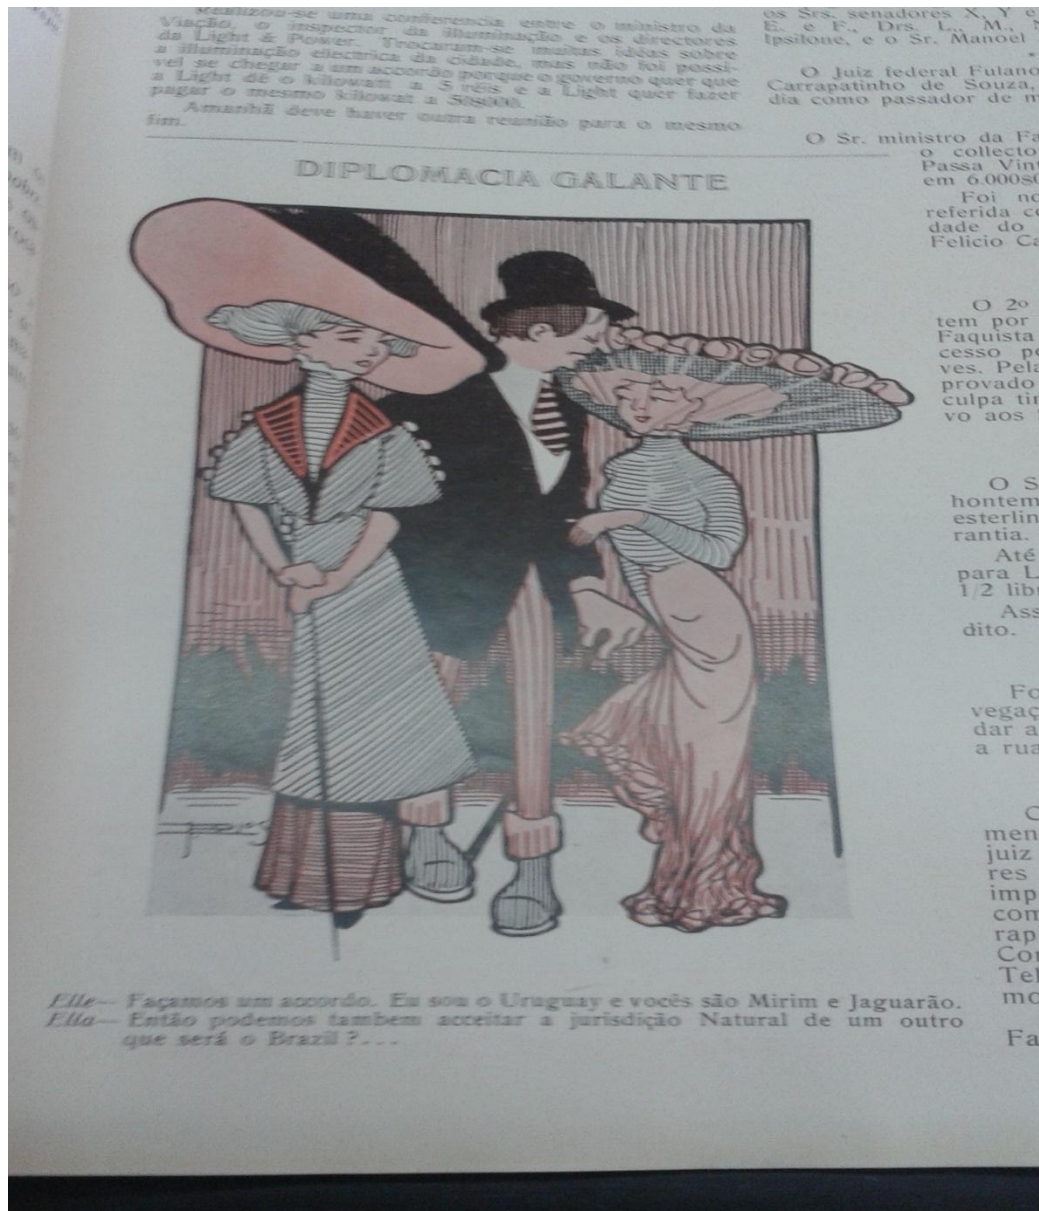 Realizou-se uma conferencia entre o ministro da
Viação, o inspector da illuminação e os directores
da Light & Power. Trocaram-se muitas idéas sobre
a illuminação electrica da cidade, mas não foi possi-
vel se chegar a um accordo porque o governo quer que
a Light dê o kilowatt a 5 réis e a Light quer fazer
pagar o mesmo kilowat a 50$000.
Amanhã deve haver outra reunião para o mesmo
fim.
DIPLOMACIA GALANTE
Elle— Façamos um accordo. Eu sou o Uruguay e vocês são Mirim e Jaguarão.
Ella— Então podemos tambem acceitar a jurisdição Natural de um outro
que será o Brazil ?...
os Srs. senadores X, Y e
E. e F., Drs. L., M.,
Ipsilone, e o Sr. Manoel
O Juiz federal Fulano
Carrapatinho de Souza,
dia como passador de m
O Sr. ministro da Fa
o collecto
Passa Vin
em 6.000$0
Foi no
referida c
dade do
Felicio Ca
O 2º
tem por
Faquista
cesso p
ves. Pela
provado
culpa ti
vo aos
O S
hontem
esterlin
rantia.
Até
para L
1/2 lib
Ass
dito.
Fo
vegaç
dar a
a rua
C
men
juiz
res
imp
com
rap
Co
Tel
mo
Fa